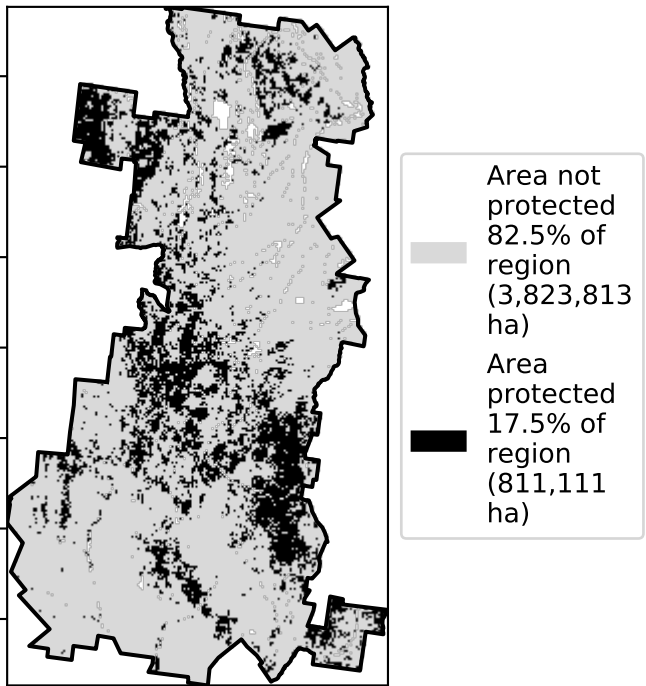 Area not
protected
82.5% of
region
(3,823,813
ha)
Area
protected
17.5% of
region
(811,111
ha)